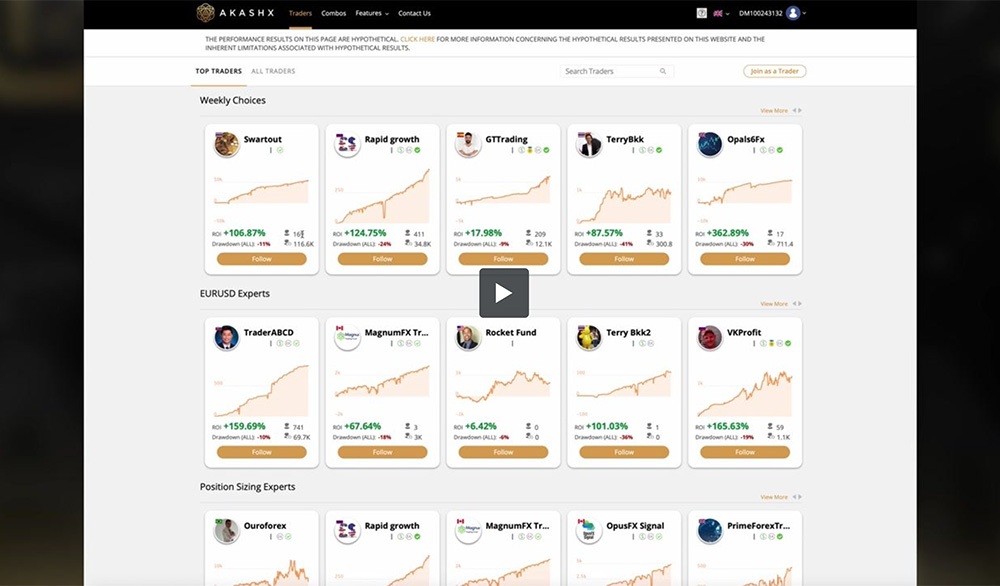 AKASHX
Traders Combos Features Contact Us
DM100243132
THE PERFORMANCE RESULTS ON THIS PAGE ARE HYPOTHETICAL. CLICK HERE FOR MORE INFORMATION CONCERNING THE HYPOTHETICAL RESULTS PRESENTED ON THIS WEBSITE AND THE
INHERENT LIMITATIONS ASSOCIATED WITH HYPOTHETICAL RESULTS.
TOP TRADERS ALL TRADERS
Search Traders
Join as a Trader
Weekly Choices
View More
Swartout Rapid growth GTTrading TerryBkk Opals6Fx
ROI +106.87% ROI +124.75% 411 ROI +17.98% 209 ROI +87.57% 33 ROI +362.89% 17
Drawdown (ALL): -11% 116.6K Drawdown (ALL): -24% 34.8K Drawdown (ALL): -9% 12.1K Drawdown (ALL): -41% 300.8 Drawdown (ALL): -30% 711.4
Follow Follow Follow Follow Follow
EURUSD Experts
View More
TraderABCD MagnumFX Tr... Rocket Fund Terry Bkk2 VKProfit
ROI +159.69% 741 ROI +67.64% 3 ROI +6.42% 0 ROI +101.03% 1 ROI +165.63% 59
Drawdown (ALL): -10% 69.7K Drawdown (ALL): -18% 3K Drawdown (ALL): -6% 0 Drawdown (ALL): -36% 0 Drawdown (ALL): -19% 1.1K
Follow Follow Follow Follow Follow
Position Sizing Experts
View More
Ouroforex Rapid growth MagnumFX Tr... OpusFX Signal PrimeForexTr...